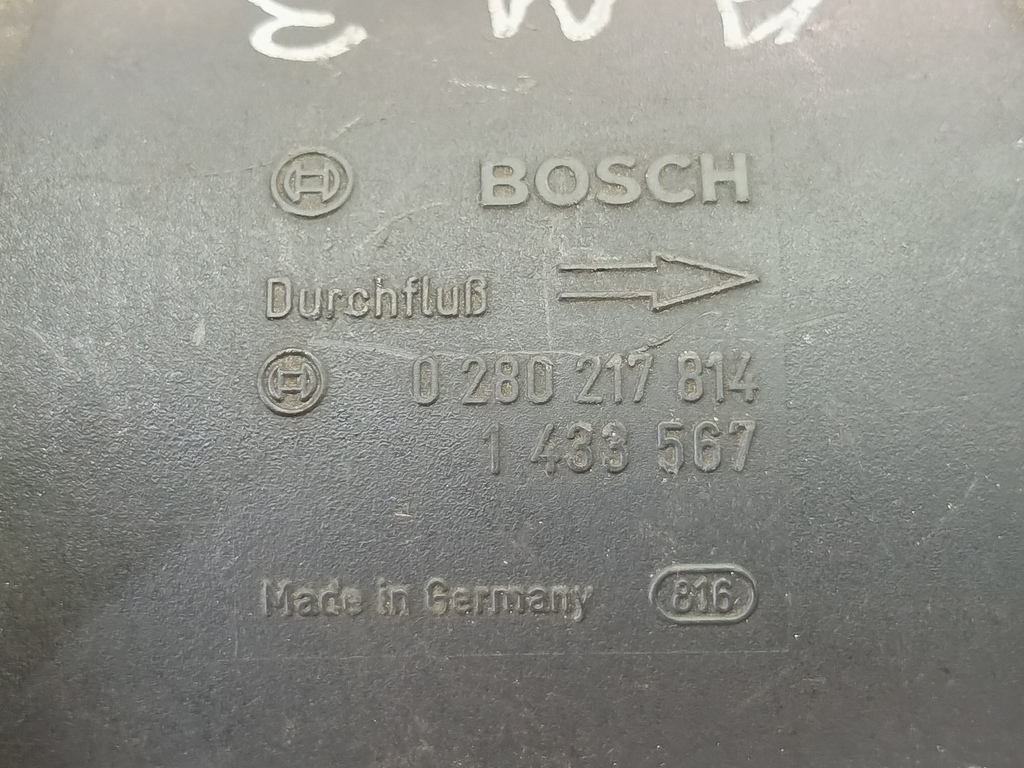 BOSCH
Durchfluß
0 280 217 814
1 433 567
Made in Germany 816